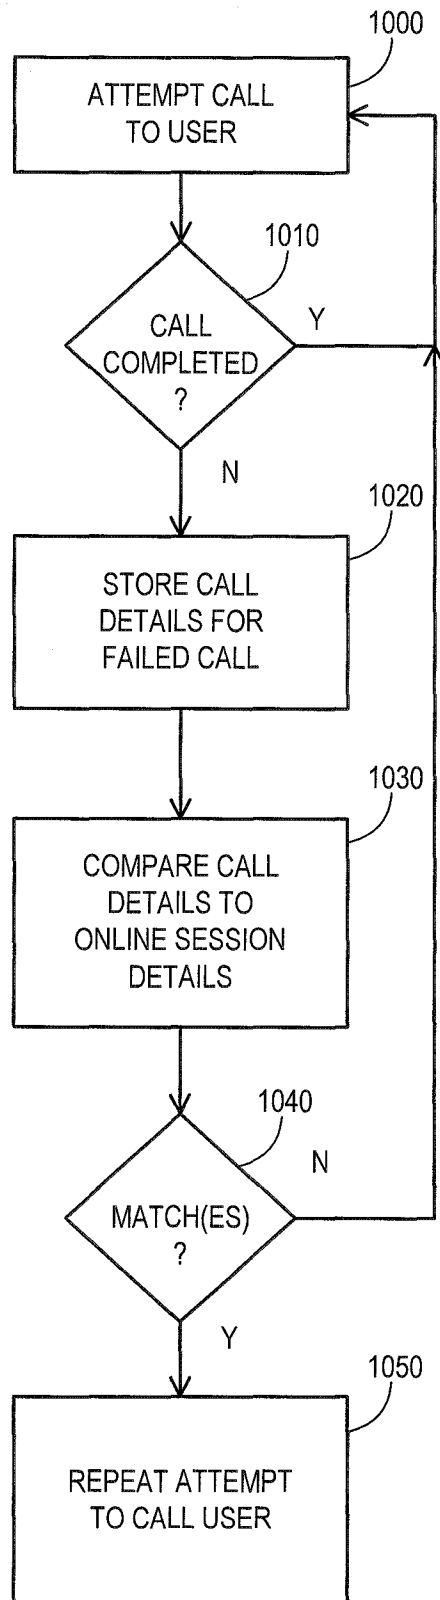 1000
ATTEMPT CALL
TO USER
1010
CALL
COMPLETED
?
Y
N
1020
STORE CALL
DETAILS FOR
FAILED CALL
1030
COMPARE CALL
DETAILS TO
ONLINE SESSION
DETAILS
1040
MATCH(ES)
?
N
Y
1050
REPEAT ATTEMPT
TO CALL USER